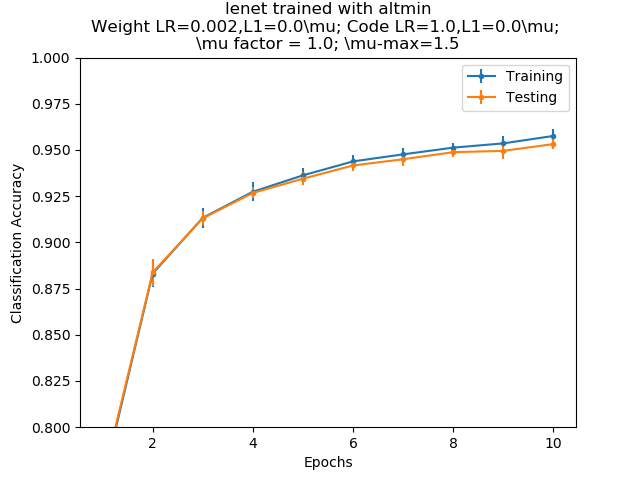 lenet trained with altmin
Weight LR=0.002,L1=0.0\mu; Code LR=1.0,L1=0.0\mu;
\mu factor = 1.0; \mu-max=1.5
1.000
0.975
0.950
0.925
0.900
0.875
0.850
0.825
0.800
Classification Accuracy
Training
Testing
2 4 6 8 10
Epochs